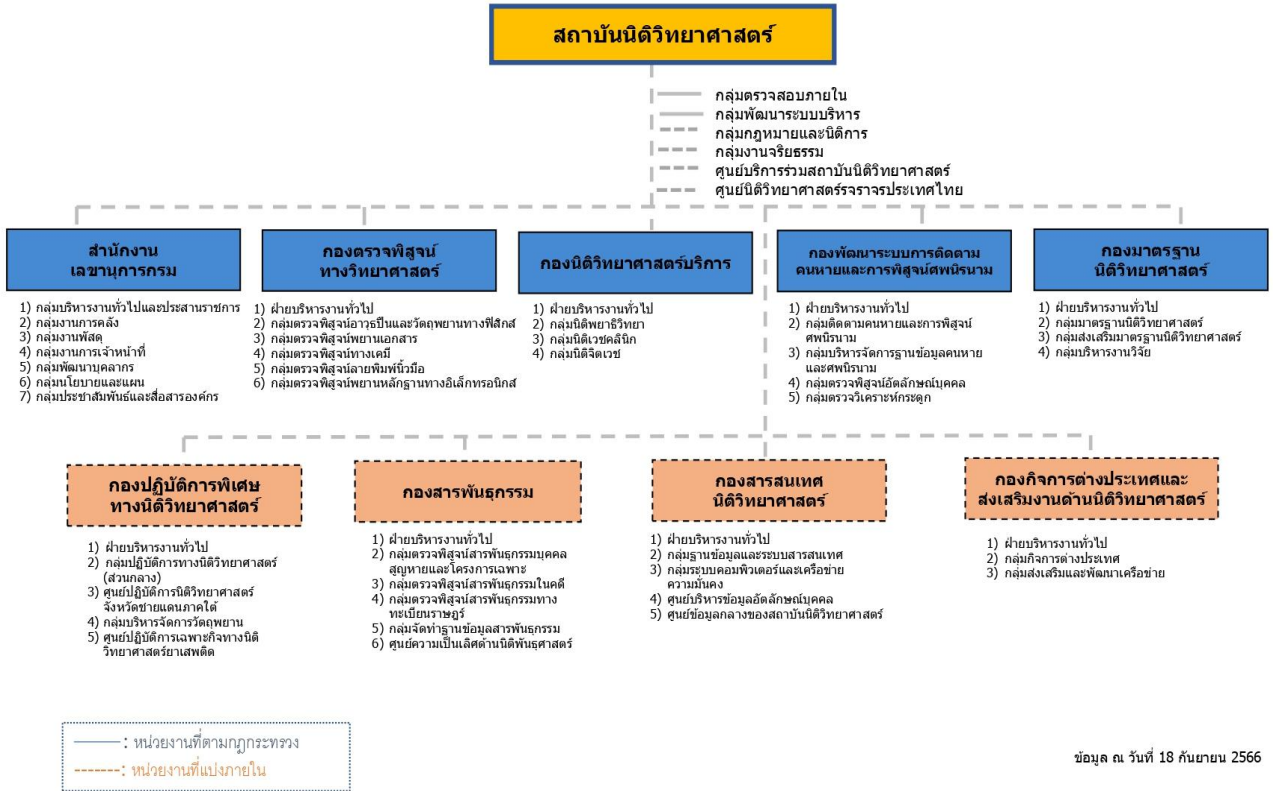 สถาบันนิติวิทยาศาสตร์
กลุ่มตรวจสอบภายใน
กลุ่มพัฒนาระบบบริหาร
กลุ่มกฎหมายและนิติการ
กลุ่มงานจริยธรรม
ศูนย์บริการร่วมสถาบันนิติวิทยาศาสตร์
ศูนย์นิติวิทยาศาสตร์รจราจรประเทศไทย
สำนักงาน
เลขานุการกรม
1) กลุ่มบริหารงานทั่วไปและประสานราชการ
2) กลุ่มงานการคลัง
3) กลุ่มงานพัสดุ
4) กลุ่มงานการเจ้าหน้าที่
5) กลุ่มพัฒนาบุคลากร
6) กลุ่มนโยบายและแผน
7) กลุ่มประชาสัมพันธ์และสื่อสารองค์กร
กองตรวจพิสูจน์
ทางวิทยาศาสตร์
1) ฝ่ายบริหารงานทั่วไป
2) กลุ่มตรวจพิสูจน์อาวุธปืนและวัตถุพยานทางฟิสิกส์
3) กลุ่มตรวจพิสูจน์พยานเอกสาร
4) กลุ่มตรวจพิสูจน์ทางเคมี
5) กลุ่มตรวจพิสูจน์ลายพิมพ์นิ้วมือ
6) กลุ่มตรวจพิสูจน์พยานหลักฐานทางอิเล็กทรอนิกส์
กองนิติวิทยาศาสตร์บริการ
1) ฝ่ายบริหารงานทั่วไป
2) กลุ่มนิติพยาธิวิทยา
3) กลุ่มนิติเวชคลินิก
4) กลุ่มนิติจิตเวช
กองพัฒนาระบบการติดตาม
คนหายและการพิสูจน์ศพนิรนาม
1) ฝ่ายบริหารงานทั่วไป
2) กลุ่มติดตามคนหายและการพิสูจน์
ศพนิรนาม
3) กลุ่มบริหารจัดการฐานข้อมูลคนหาย
และศพนิรนาม
4) กลุ่มตรวจพิสูจน์อัตลักษณ์บุคคล
5) กลุ่มตรวจวิเคราะห์กระดูก
กองมาตรฐาน
นิติวิทยาศาสตร์
1) ฝ่ายบริหารงานทั่วไป
2) กลุ่มมาตรฐานนิติวิทยาศาสตร์
3) กลุ่มส่งเสริมมาตรฐานนิติวิทยาศาสตร์
4) กลุ่มบริหารงานวิจัย
กองปฏิบัติการพิเศษ
ทางนิติวิทยาศาสตร์
1) ฝ่ายบริหารงานทั่วไป
2) กลุ่มปฏิบัติการทางนิติวิทยาศาสตร์
(ส่วนกลาง)
3) ศูนย์ปฏิบัติการนิติวิทยาศาสตร์
จังหวัดชายแดนภาคใต้
4) กลุ่มบริหารจัดการวัตถุพยาน
5) ศูนย์ปฏิบัติการเฉพาะกิจทางนิติ
วิทยาศาสตร์ยาเสพติด
กองสารพันธุกรรม
1) ฝ่ายบริหารงานทั่วไป
2) กลุ่มตรวจพิสูจน์สารพันธุกรรมบุคคล
สูญหายและโครงการเฉพาะ
3) กลุ่มตรวจพิสูจน์สารพันธุกรรมในคดี
4) กลุ่มตรวจพิสูจน์สารพันธุกรรมทาง
ทะเบียนราษฎร์
5) กลุ่มจัดทำฐานข้อมูลสารพันธุกรรม
6) ศูนย์ความเป็นเลิศด้านนิติพันธุศาสตร์
กองสารสนเทศ
นิติวิทยาศาสตร์
1) ฝ่ายบริหารงานทั่วไป
2) กลุ่มฐานข้อมูลและระบบสารสนเทศ
3) กลุ่มระบบคอมพิวเตอร์และเครือข่าย
ความมั่นคง
4) ศูนย์บริหารข้อมูลอัตลักษณ์บุคคล
5) ศูนย์ข้อมูลกลางของสถาบันนิติวิทยาศาสตร์
กองกิจการต่างประเทศและ
ส่งเสริมงานด้านนิติวิทยาศาสตร์
1) ฝ่ายบริหารงานทั่วไป
2) กลุ่มกิจการต่างประเทศ
3) กลุ่มส่งเสริมและพัฒนาเครือข่าย
: หน่วยงานที่ตามกฎกระทรวง
: หน่วยงานที่แบ่งภายใน
ข้อมูล ณ วันที่ 18 กันยายน 2566